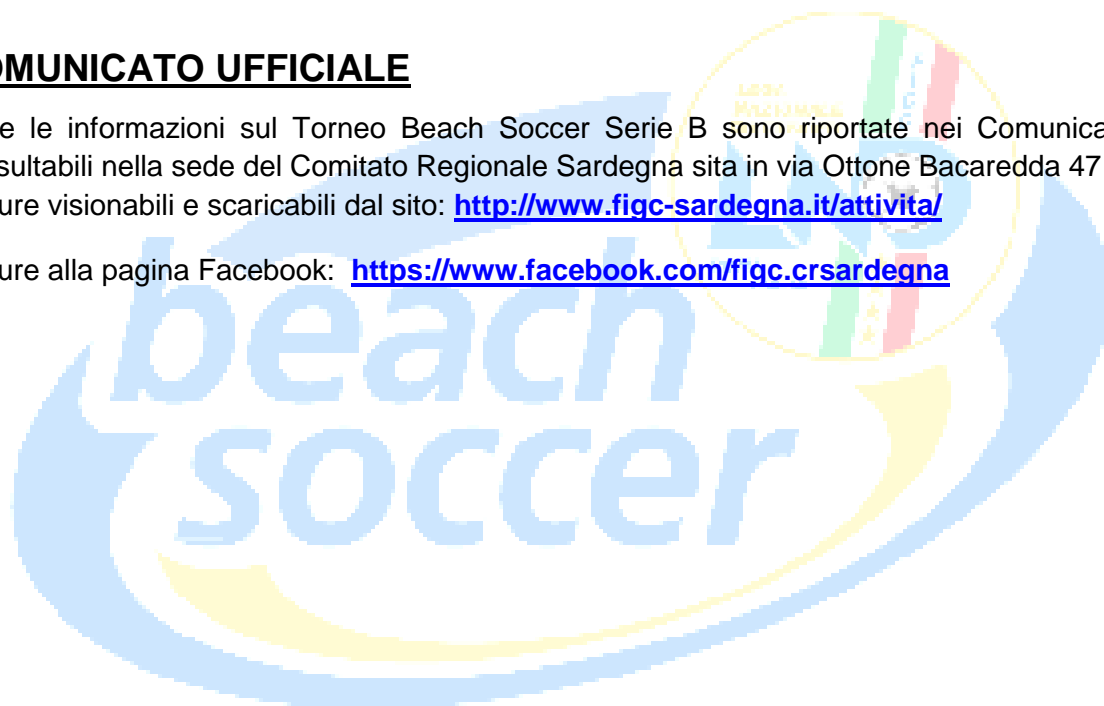 OMUNICATO UFFICIALE
e le informazioni sul Torneo Beach Soccer Serie B sono riportate nei Comunica
sultabili nella sede del Comitato Regionale Sardegna sita in via Ottone Bacaredda 47
ure visionabili e scaricabili dal sito: http://www.figc-sardegna.it/attivita/
ure alla pagina Facebook: https://www.facebook.com/figc.crsardegna
beach
soccer
LND